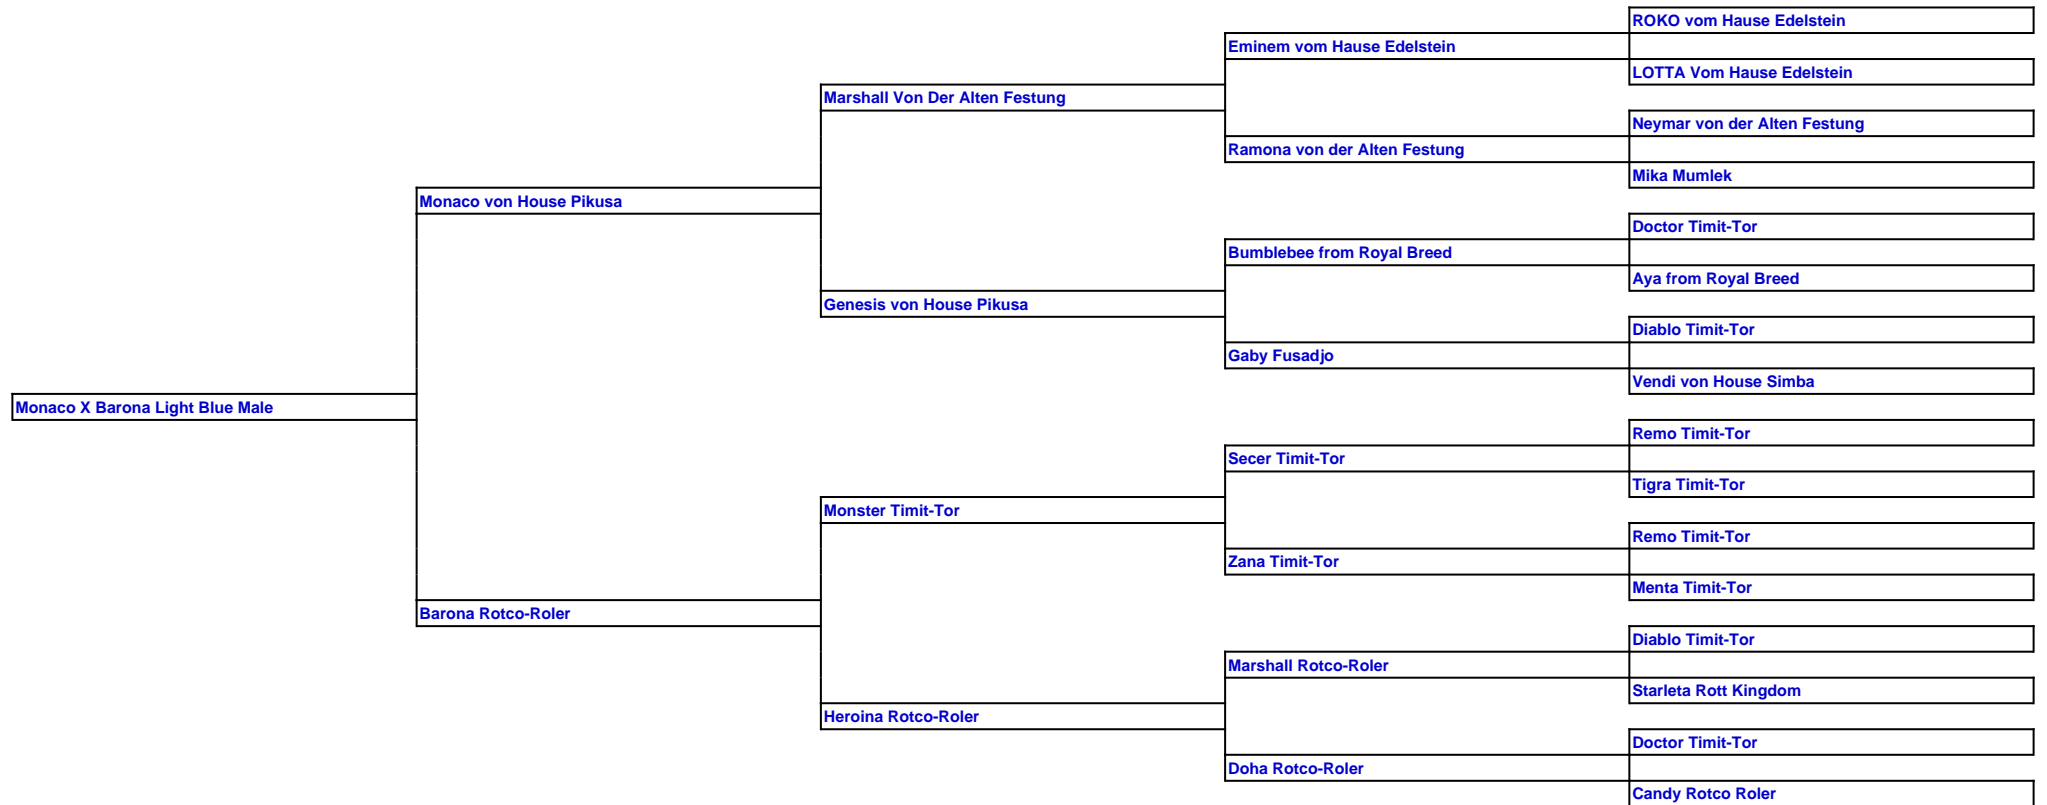 ROKO vom Hause Edelstein
Eminem vom Hause Edelstein
LOTTA Vom Hause Edelstein
Marshall Von Der Alten Festung
Neymar von der Alten Festung
Ramona von der Alten Festung
Mika Mumlek
Monaco von House Pikusa
Doctor Timit-Tor
Bumblebee from Royal Breed
Aya from Royal Breed
Genesis von House Pikusa
Diablo Timit-Tor
Gaby Fusadjo
Vendi von House Simba
Monaco X Barona Light Blue Male
Remo Timit-Tor
Secer Timit-Tor
Tigra Timit-Tor
Monster Timit-Tor
Remo Timit-Tor
Zana Timit-Tor
Menta Timit-Tor
Barona Rotco-Roler
Diablo Timit-Tor
Marshall Rotco-Roler
Starleta Rott Kingdom
Heroina Rotco-Roler
Doctor Timit-Tor
Doha Rotco-Roler
Candy Rotco Roler